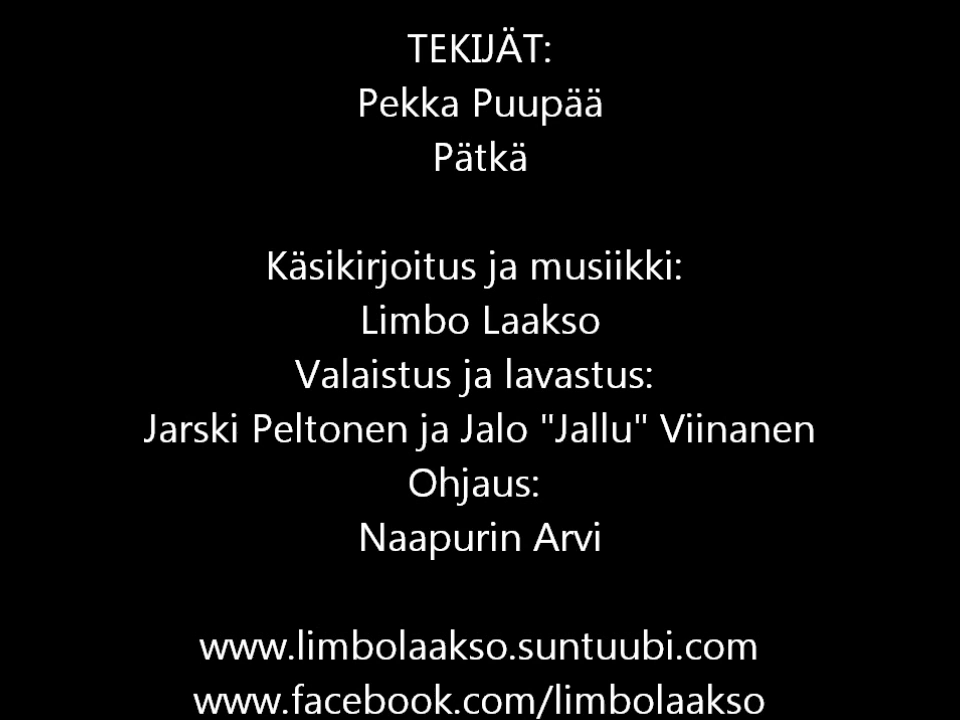 TEKIJÄT:
Pekka Puupää
Pätkä
Käsikirjoitus ja musiikki:
Limbo Laakso
Valaistus ja lavastus:
Jarski Peltonen ja Jalo "Jallu" Viinanen
Ohjaus:
Naapurin Arvi
www.limbolaakso.suntuubi.com
www.facebook.com/limbolaakso